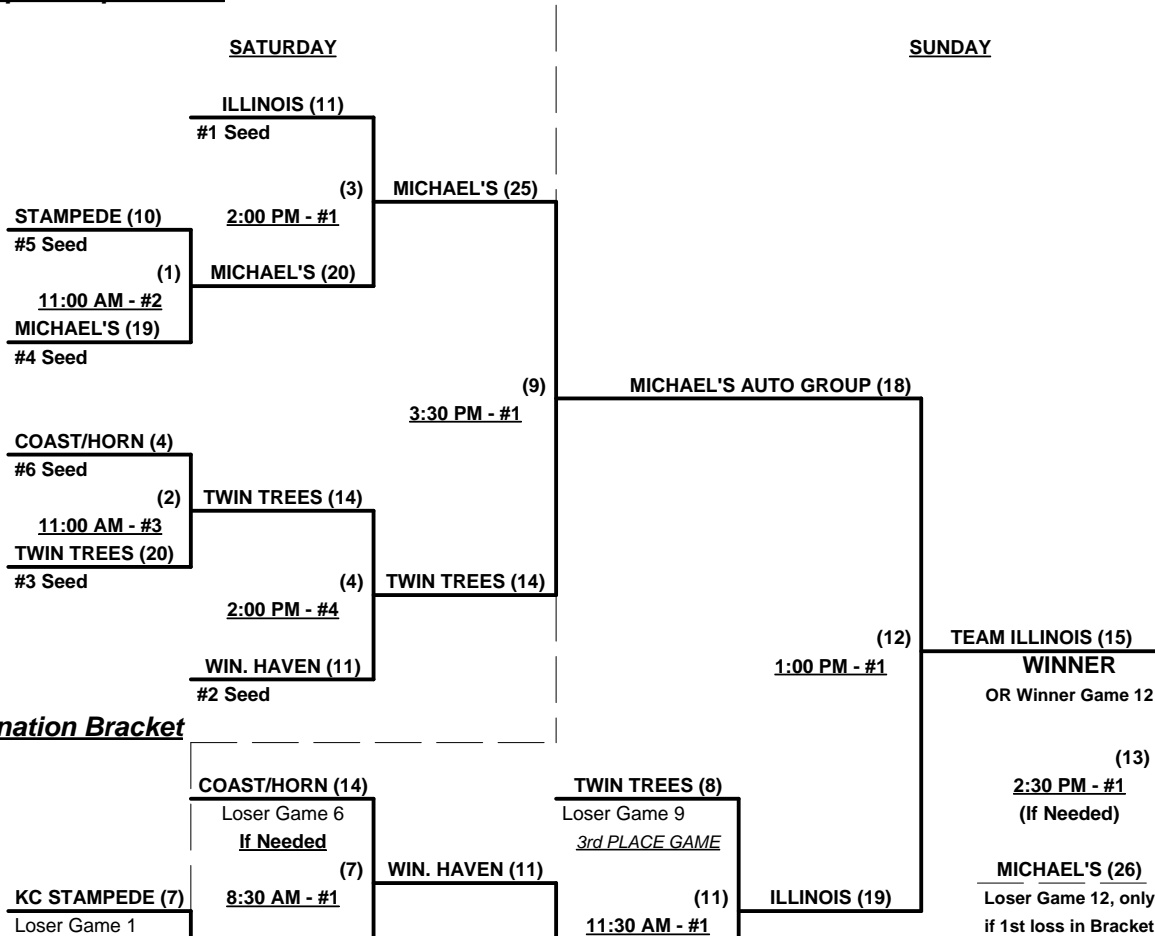 SATURDAY
SUNDAY
ILLINOIS (11)
#1 Seed
(3)
2:00 PM - #1
MICHAEL'S (25)
STAMPEDE (10)
#5 Seed
(1)
11:00 AM - #2
MICHAEL'S (20)
MICHAEL'S (19)
#4 Seed
(9)
3:30 PM - #1
MICHAEL'S AUTO GROUP (18)
COAST/HORN (4)
#6 Seed
(2)
11:00 AM - #3
TWIN TREES (14)
TWIN TREES (20)
#3 Seed
(4)
2:00 PM - #4
TWIN TREES (14)
WIN. HAVEN (11)
#2 Seed
(12)
1:00 PM - #1
TEAM ILLINOIS (15)
WINNER
OR Winner Game 12
nation Bracket
(13)
2:30 PM - #1
(If Needed)
COAST/HORN (14)
Loser Game 6
If Needed
(7)
8:30 AM - #1
WIN. HAVEN (11)
TWIN TREES (8)
Loser Game 9
3rd PLACE GAME
(11)
11:30 AM - #1
ILLINOIS (19)
MICHAEL'S (26)
Loser Game 12, only
if 1st loss in Bracket
KC STAMPEDE (7)
Loser Game 1